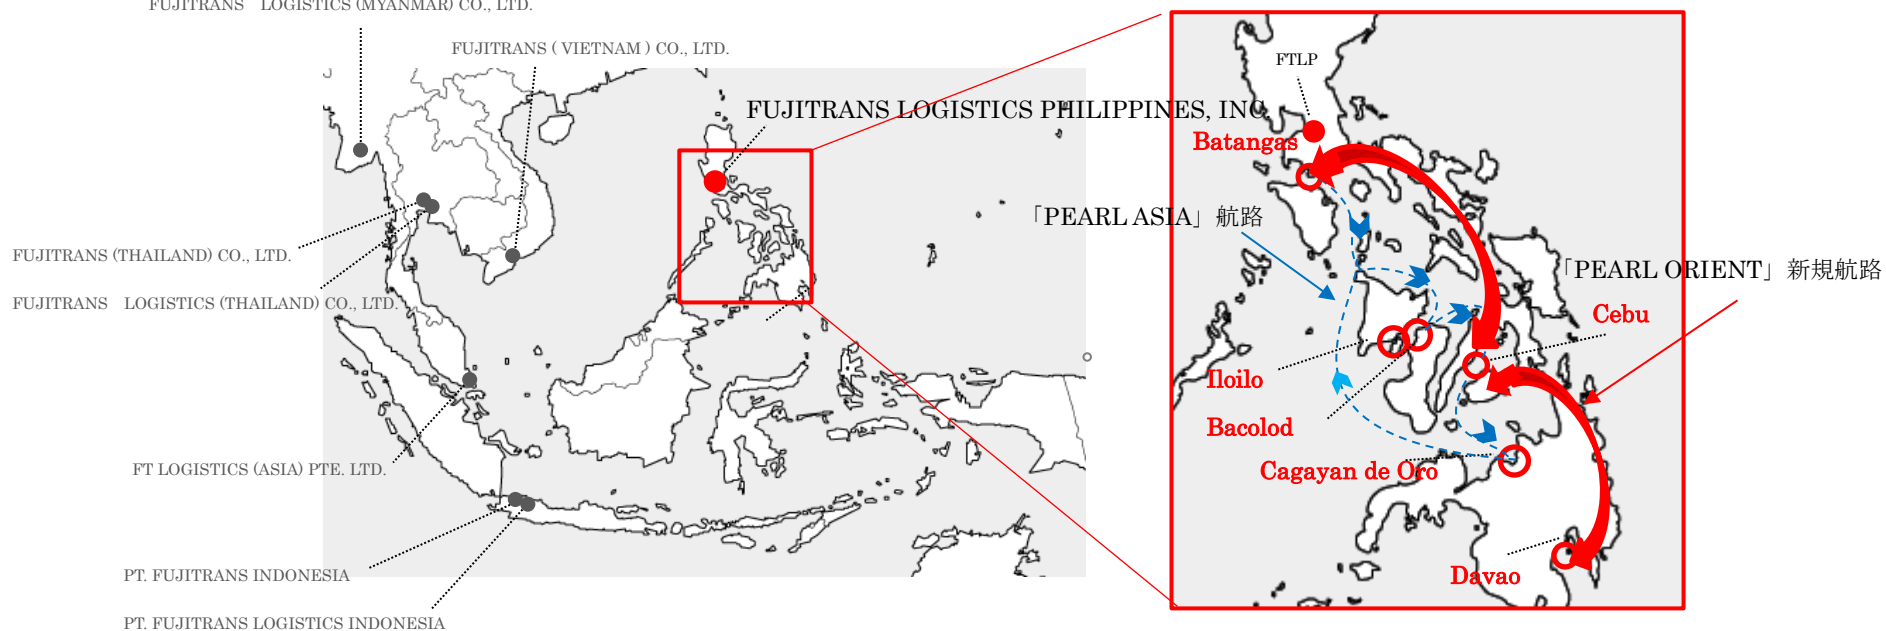 FUJITRANS　LOGISTICS (MYANMAR) CO., LTD.
FUJITRANS ( VIETNAM ) CO., LTD.
FUJITRANS LOGISTICS PHILIPPINES, INC.
FUJITRANS (THAILAND) CO., LTD.
FUJITRANS　LOGISTICS (THAILAND) CO., LTD.
FT LOGISTICS (ASIA) PTE. LTD.
PT. FUJITRANS INDONESIA
PT. FUJITRANS LOGISTICS INDONESIA
FTLP
Batangas
「PEARL ASIA」航路
「PEARL ORIENT」新規航路
Cebu
Iloilo
Bacolod
Cagayan de Oro
Davao